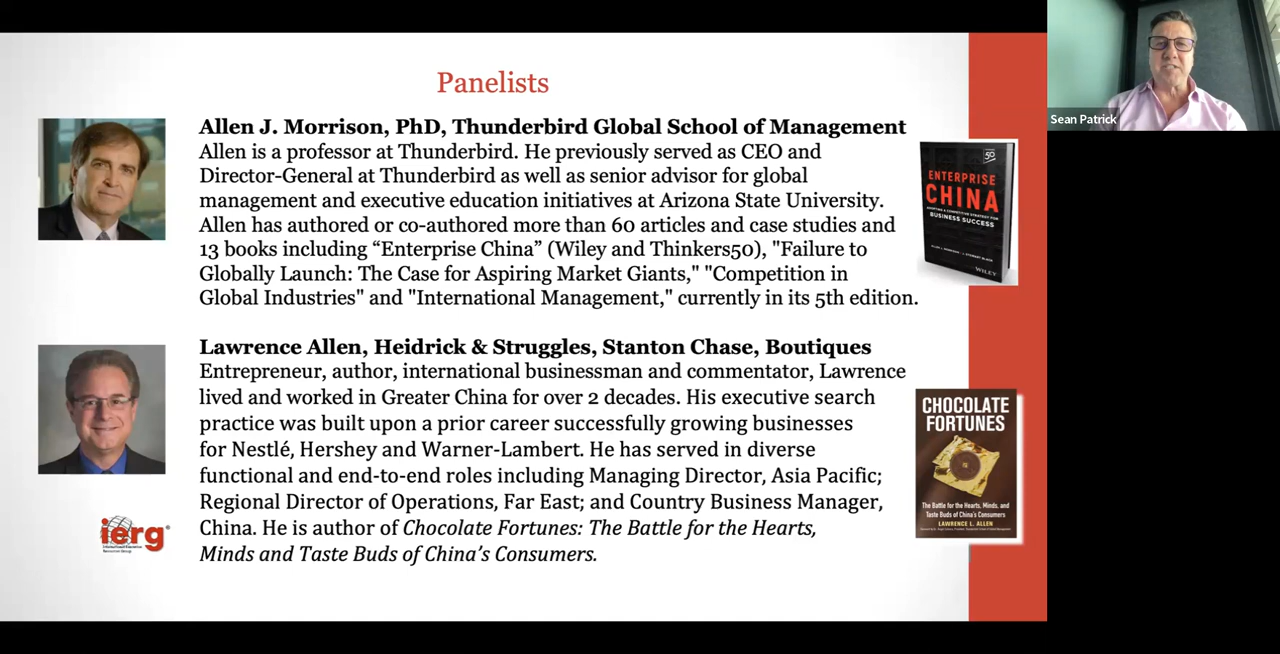 Panelists
Allen J. Morrison, PhD, Thunderbird Global School of Management
Allen is a professor at Thunderbird. He previously served as CEO and
Director-General at Thunderbird as well as senior advisor for global
management and executive education initiatives at Arizona State University.
Allen has authored or co-authored more than 60 articles and case studies and
13 books including “Enterprise China” (Wiley and Thinkers50), "Failure to
Globally Launch: The Case for Aspiring Market Giants," "Competition in
Global Industries" and "International Management," currently in its 5th edition.
50
ENTERPRISE
CHINA
BUSINESS SUCCESS
WILEY
Lawrence Allen, Heidrick & Struggles, Stanton Chase, Boutiques
Entrepreneur, author, international businessman and commentator, Lawrence
lived and worked in Greater China for over 2 decades. His executive search
practice was built upon a prior career successfully growing businesses
for Nestlé, Hershey and Warner-Lambert. He has served in diverse
functional and end-to-end roles including Managing Director, Asia Pacific;
Regional Director of Operations, Far East; and Country Business Manager,
China. He is author of Chocolate Fortunes: The Battle for the Hearts,
Minds and Taste Buds of China’s Consumers.
CHOCOLATE
FORTUNES
The Battle for the Hearts, Minds, and
Taste Buds of China's Consumers
LAWRENCE L. ALLEN
ierg
Sean Patrick